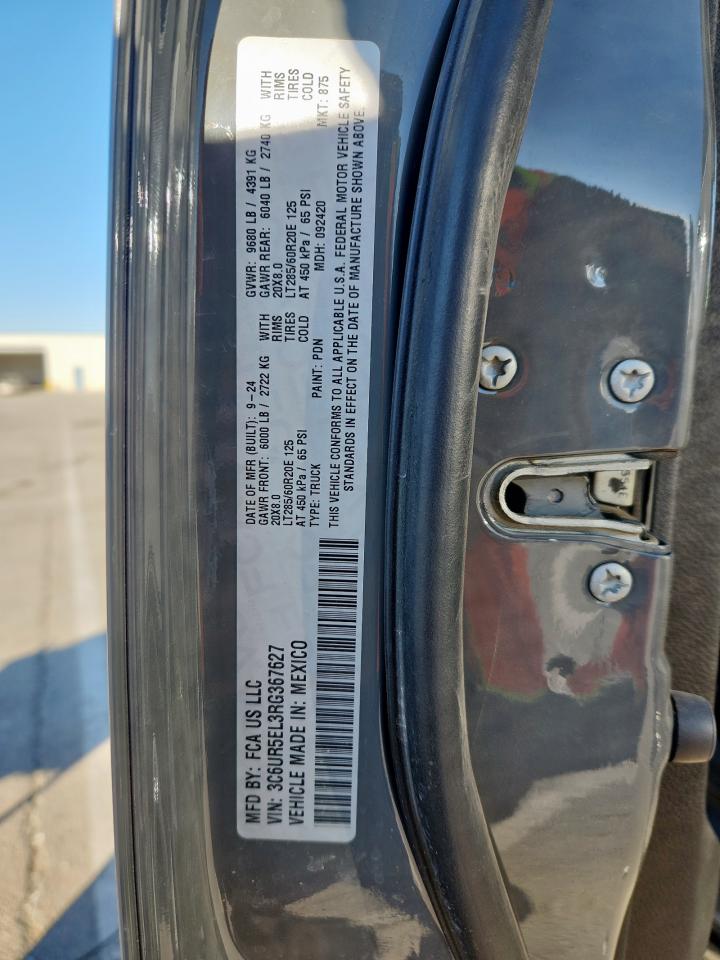 MFD BY: FCA US LLC
VIN: 3C6UR5EL3RG367627
VEHICLE MADE IN: MEXICO
DATE OF MFR (BUILT): 9-24 GVWR: 9680 LB / 4391 KG
GAWR FRONT: 6000 LB / 2722 KG WITH GAWR REAR: 6040 LB / 2740 KG WITH
20X8.0 RIMS 20X8.0 RIMS
LT285/60R20E 125 TIRES LT285/60R20E 125 TIRES
AT 450 kPa / 65 PSI COLD AT 450 kPa / 65 PSI COLD
TYPE: TRUCK PAINT: PDN MDH: 092420 MKT: 875
THIS VEHICLE CONFORMS TO ALL APPLICABLE U.S.A. FEDERAL MOTOR VEHICLE SAFETY
STANDARDS IN EFFECT ON THE DATE OF MANUFACTURE SHOWN ABOVE.